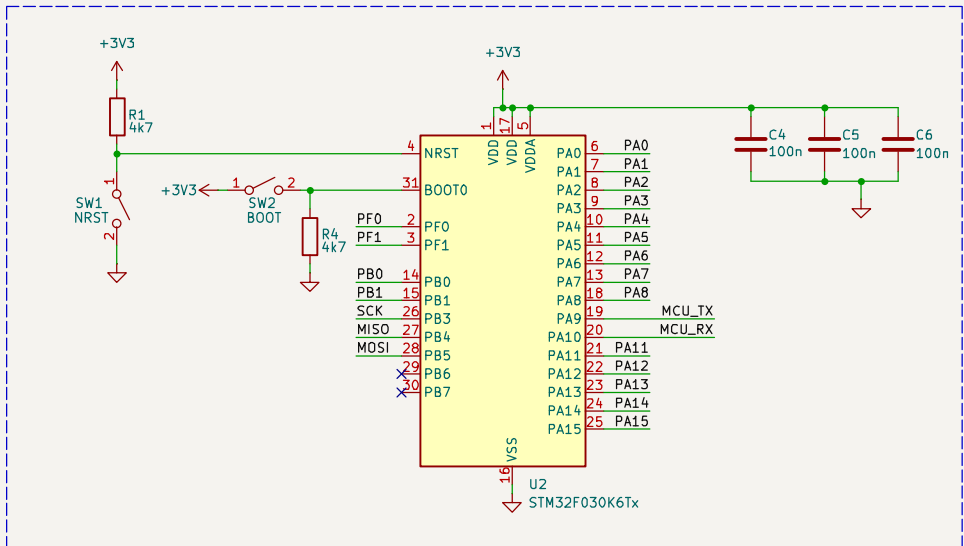 +3V3
R1
4k7
1
SW1
NRST
2
+3V3
1
2
SW2
BOOT
R4
4k7
+3V3
1
17
5
VDD
VDD
VDDA
4
NRST
31
BOOT0
PF0
2
PF0
PF1
3
PF1
PB0
14
PB0
PB1
15
PB1
SCK
26
PB3
MISO
27
PB4
MOSI
28
PB5
29
PB6
30
PB7
PA0
6
PA0
PA1
7
PA1
PA2
8
PA2
PA3
9
PA3
PA4
10
PA4
PA5
11
PA5
PA6
12
PA6
PA7
13
PA7
PA8
18
PA8
PA9
19
MCU_TX
PA10
20
MCU_RX
PA11
21
PA11
PA12
22
PA12
PA13
23
PA13
PA14
24
PA14
PA15
25
PA15
VSS
16
U2
STM32F030K6Tx
C4
100n
C5
100n
C6
100n